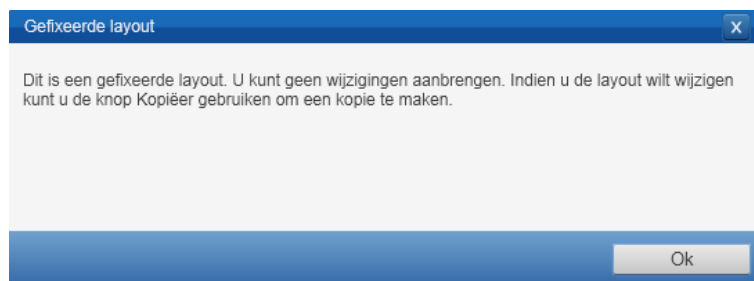 Gefixeerde layout
X
Dit is een gefixeerde layout. U kunt geen wijzigingen aanbrengen. Indien u de layout wilt wijzigen
kunt u de knop Kopiëer gebruiken om een kopie te maken.
Ok